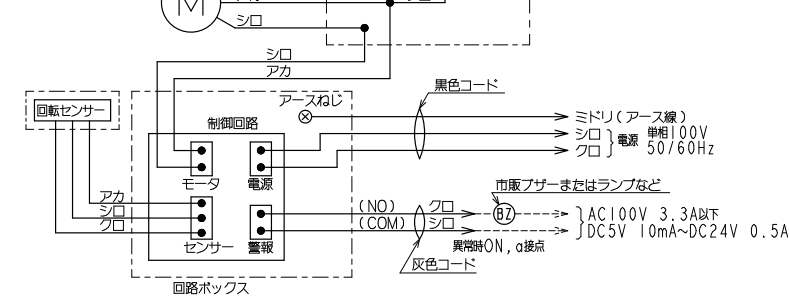 M
シロ
シロ
アカ
黒色コード
回転センサー
アースねじ
ミドリ(アース線)
制御回路
シロ
クロ
電源
単相100V
50/60Hz
モータ
電源
市販ブザーまたはランプなど
アカ
シロ
クロ
(NO) クロ
(COM) シロ
BZ
AC100V 3.3A以下
DC5V 10mA~DC24V 0.5A
センサー
警報
異常時ON,a接点
灰色コード
回路ボックス